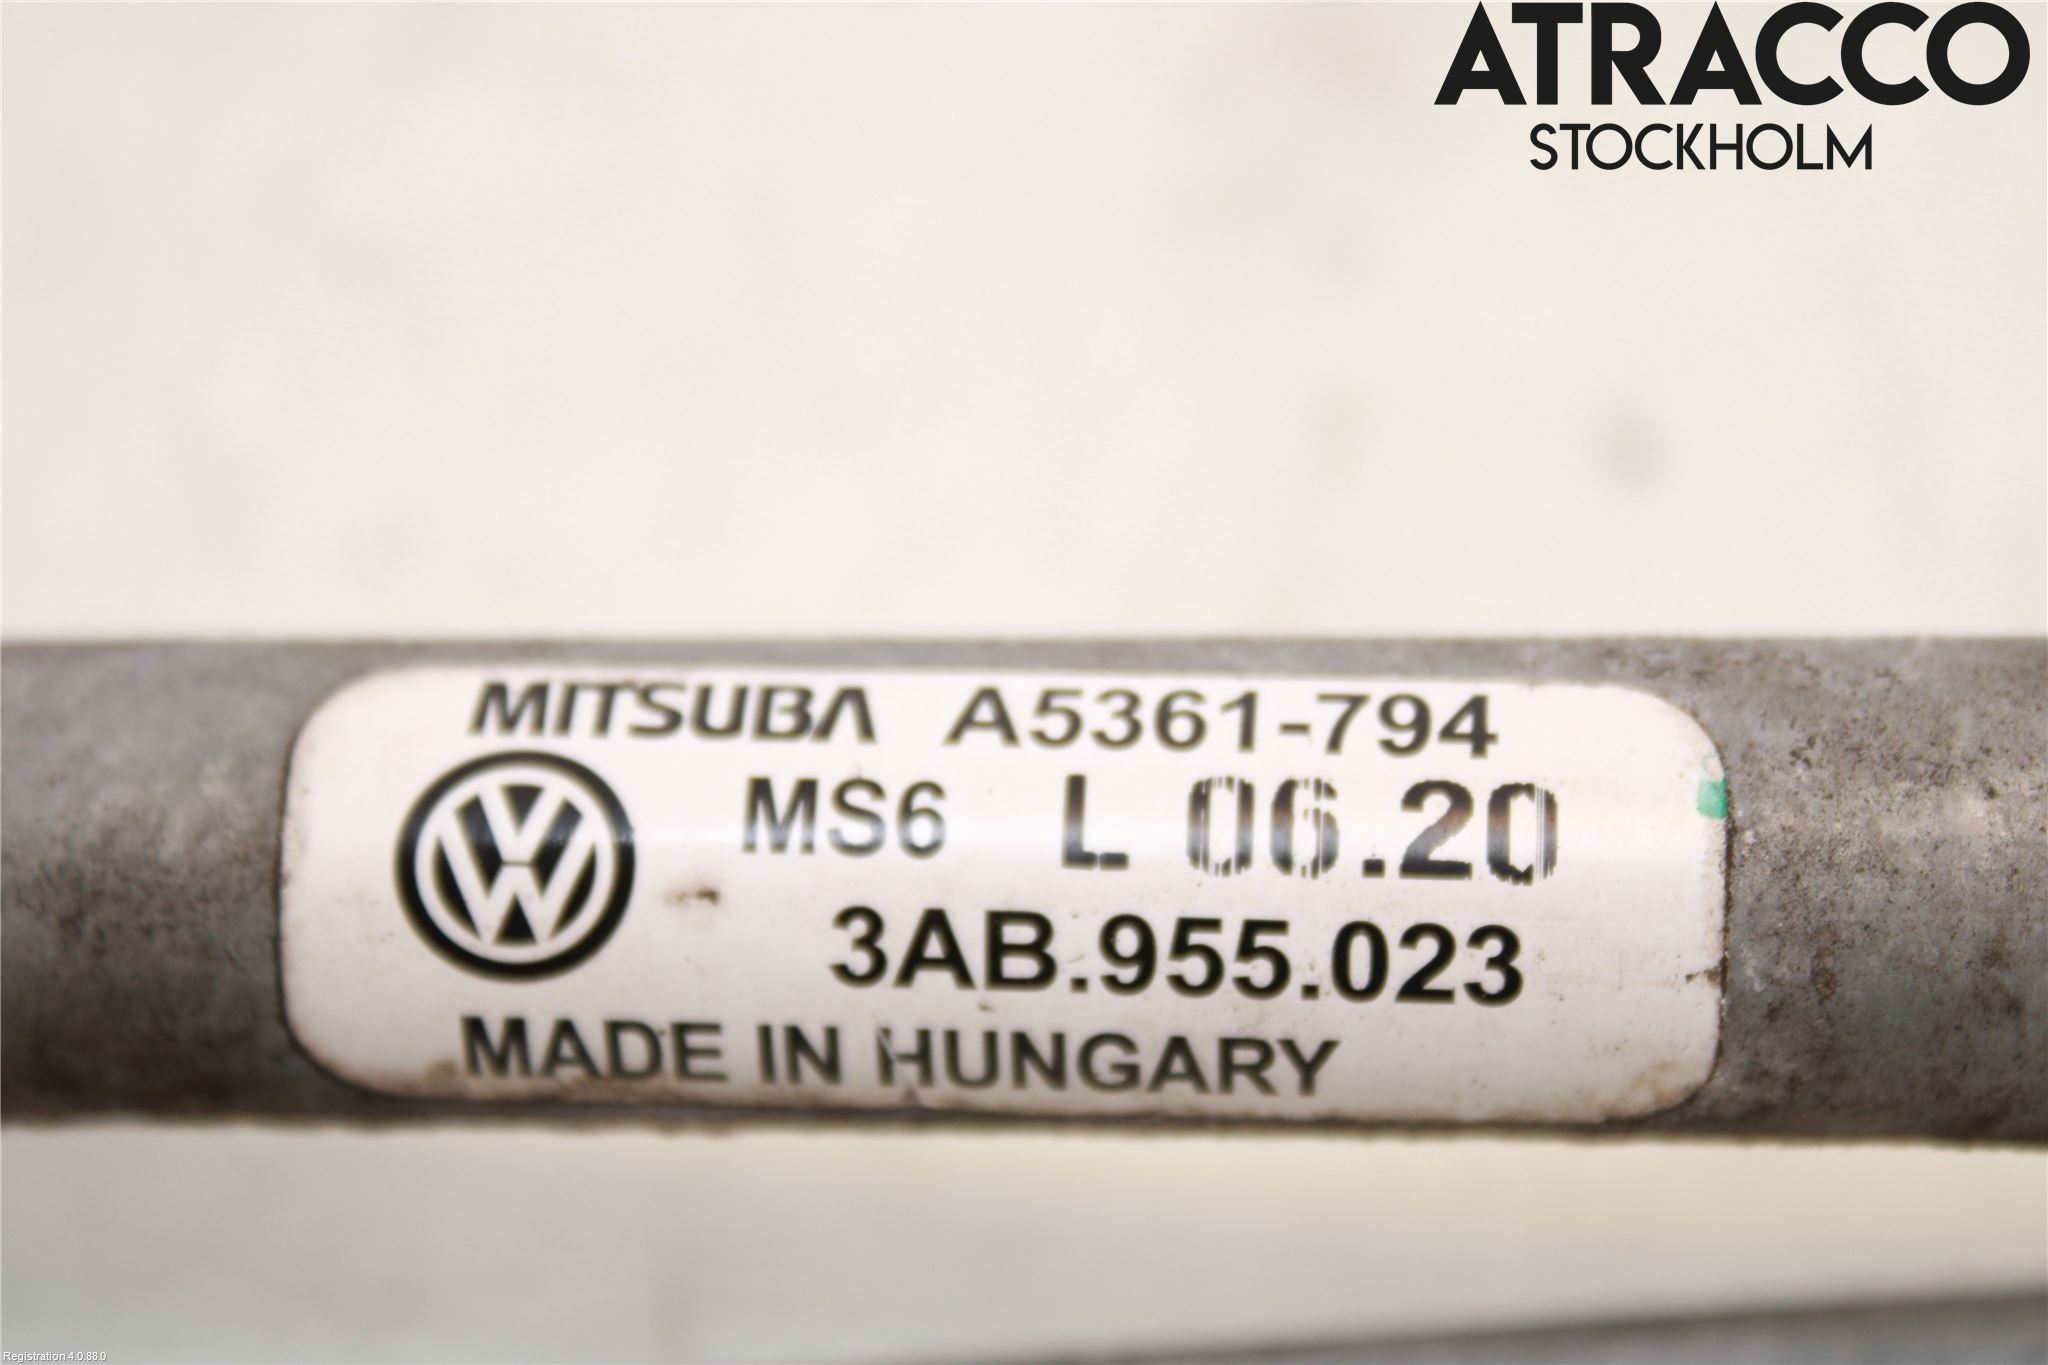 ATRACCO
STOCKHOLM
MITSUBA A5361-794
MS6 L 06.20
3AB.955.023
MADE IN HUNGARY
Registration 4.0.88.0